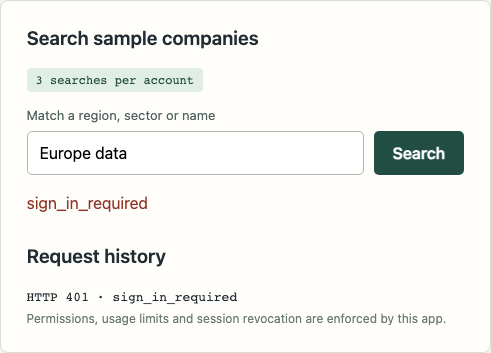 Search sample companies
3 searches per account
Match a region, sector or name
Europe data
Search
sign_in_required
Request history
HTTP 401 · sign_in_required
Permissions, usage limits and session revocation are enforced by this app.